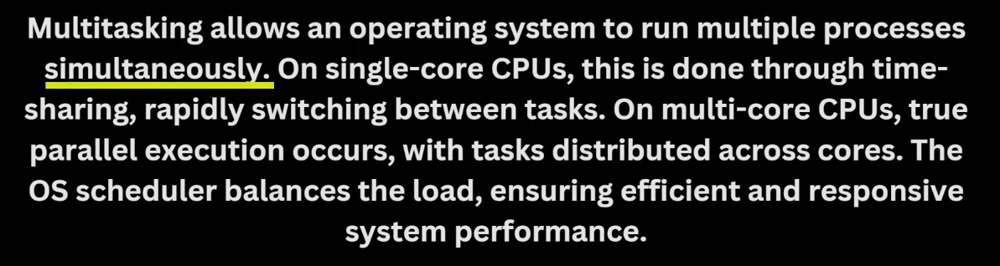 Multitasking allows an operating system to run multiple processes
simultaneously. On single-core CPUs, this is done through time-
sharing, rapidly switching between tasks. On multi-core CPUs, true
parallel execution occurs, with tasks distributed across cores. The
OS scheduler balances the load, ensuring efficient and responsive
system performance.